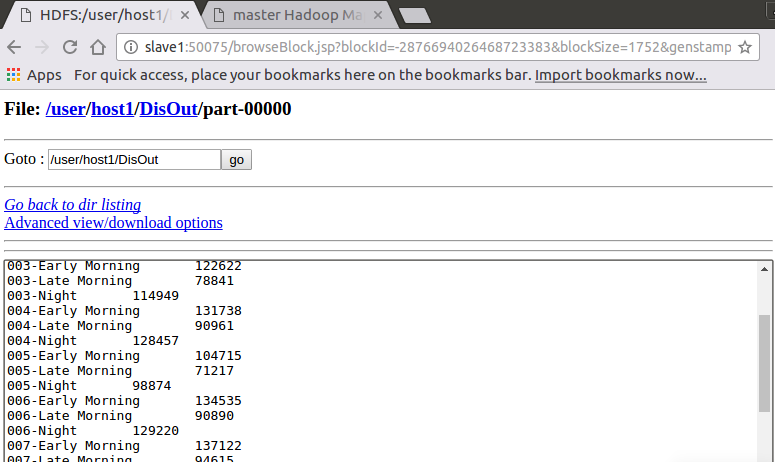 HDFS:/user/host1/
master Hadoop Ma
slave1:50075/browseBlock.jsp?blockId=-2876694026468723383&blockSize=1752&genstamp
Apps For quick access, place your bookmarks here on the bookmarks bar. Import bookmarks now...
File: /user/host1/DisOut/part-00000
Goto : /user/host1/DisOut go
Go back to dir listing
Advanced view/download options
003-Early Morning 122622
003-Late Morning 78841
003-Night 114949
004-Early Morning 131738
004-Late Morning 90961
004-Night 128457
005-Early Morning 104715
005-Late Morning 71217
005-Night 98874
006-Early Morning 134535
006-Late Morning 90890
006-Night 129220
007-Early Morning 137122
007-Late Morning 94615